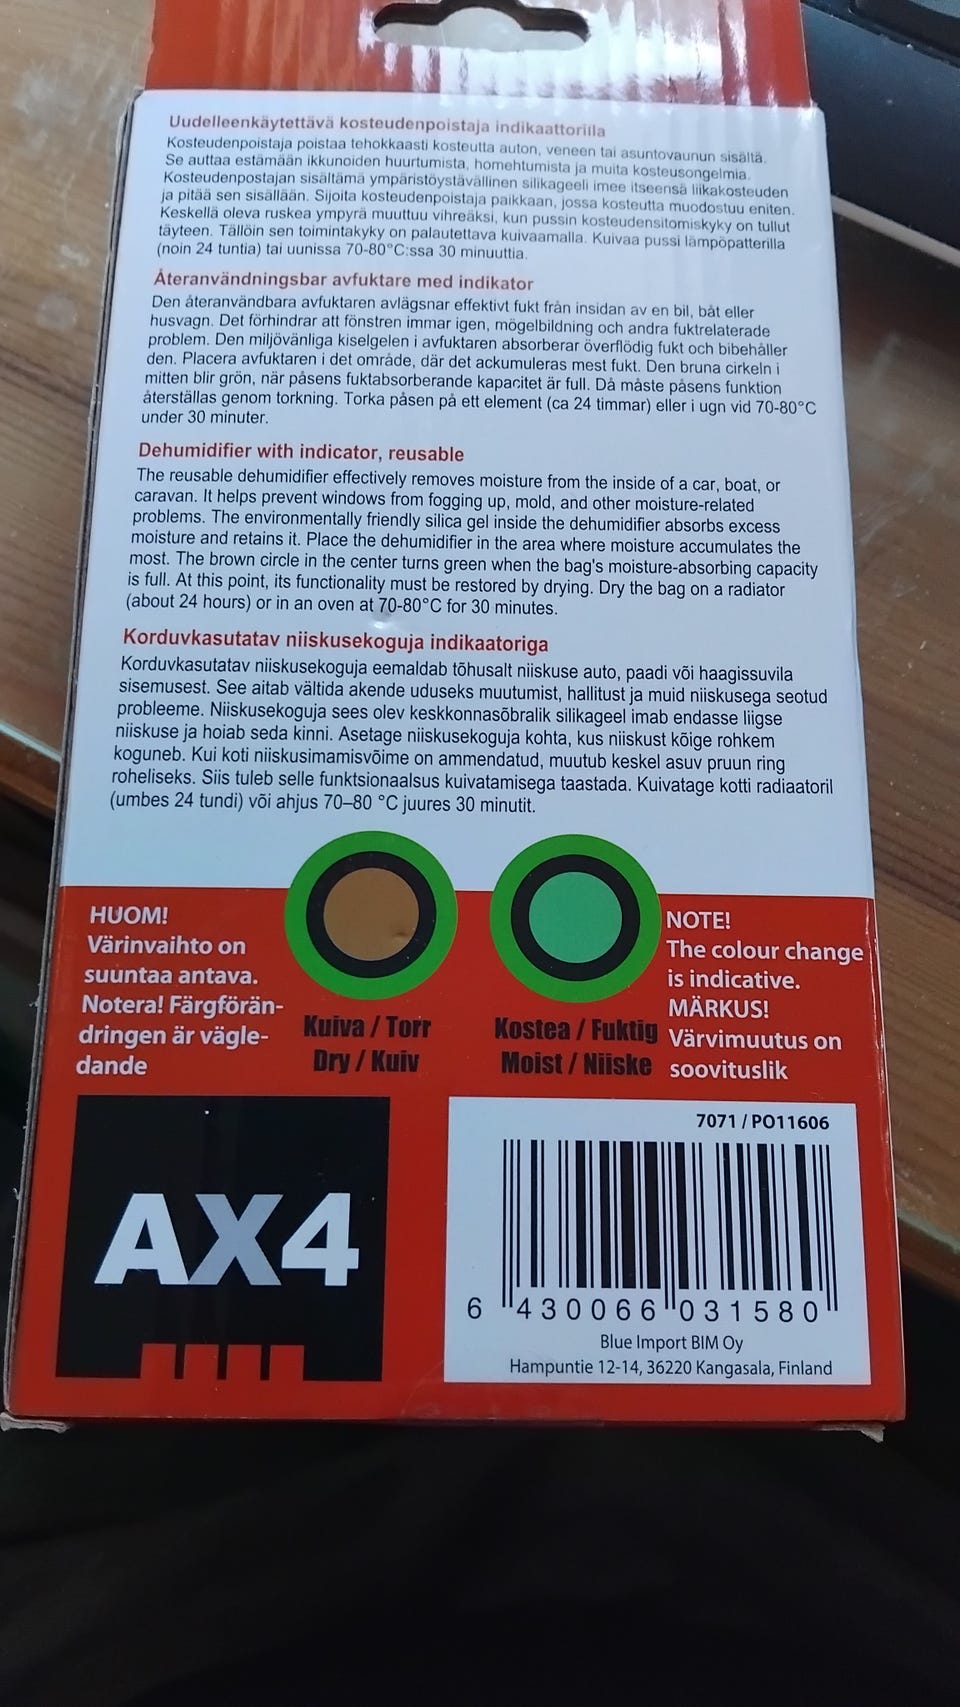 Uudelleenkäytettävä kosteudenpoistaja indikaattorilla
Kosteudenpoistaja poistaa tehokkaasti kosteutta auton, veneen tai asuntovaunun sisältä.
Se auttaa estämään ikkunoiden huurtumista, homehtumista ja muita kosteusongelmia.
Kosteudenpostajan sisältämä ympäristöystävällinen silikageeli imee itseensä liikakosteuden
ja pitää sen sisällään. Sijoita kosteudenpoistaja paikkaan, jossa kosteutta muodostuu eniten.
Keskellä oleva ruskea ympyrä muuttuu vihreäksi, kun pussin kosteudensitomiskyky on tullut
täyteen. Tällöin sen toimintakyky on palautettava kuivaamalla. Kuivaa pussi lämpöpatterilla
(noin 24 tuntia) tai uunissa 70-80°C:ssa 30 minuuttia.
Återanvändningsbar avfuktare med indikator
Den återanvändbara avfuktaren avlägsnar effektivt fukt från insidan av en bil, båt eller
husvagn. Det förhindrar att fönstren immar igen, mögelbildning och andra fuktrelaterade
problem. Den miljövänliga kiselgelen i avfuktaren absorberar överflödig fukt och bibehåller
den. Placera avfuktaren i det område, där det ackumuleras mest fukt. Den bruna cirkeln i
mitten blir grön, när påsens fuktabsorberande kapacitet är full. Då måste påsens funktion
återställas genom torkning. Torka påsen på ett element (ca 24 timmar) eller i ugn vid 70-80°C
under 30 minuter.
Dehumidifier with indicator, reusable
The reusable dehumidifier effectively removes moisture from the inside of a car, boat, or
caravan. It helps prevent windows from fogging up, mold, and other moisture-related
problems. The environmentally friendly silica gel inside the dehumidifier absorbs excess
moisture and retains it. Place the dehumidifier in the area where moisture accumulates the
most. The brown circle in the center turns green when the bag's moisture-absorbing capacity
is full. At this point, its functionality must be restored by drying. Dry the bag on a radiator
(about 24 hours) or in an oven at 70-80°C for 30 minutes.
Korduvkasutatav niiskusekoguja indikaatoriga
Korduvkasutatav niiskusekoguja eemaldab tõhusalt niiskuse auto, paadi või haagissuvila
sisemusest. See aitab vältida akende uduseks muutumist, hallitust ja muid niiskusega seotud
probleeme. Niiskusekoguja sees olev keskkonnasõbralik silikageel imab endasse liigse
niiskuse ja hoiab seda kinni. Asetage niiskusekoguja kohta, kus niiskust kõige rohkem
koguneb. Kui koti niiskusimamisvõime on ammendatud, muutub keskel asuv pruun ring
roheliseks. Siis tuleb selle funktsionaalsus kuivatamisega taastada. Kuivatage kotti radiaatoril
(umbes 24 tundi) või ahjus 70–80 °C juures 30 minutit.
HUOM!
Värinvaihto on
suuntaa antava.
Notera! Färgförän-
dringen är vägle-
dande
Kuiva / Torr
Dry / Kuiv
Kostea / Fuktig
Moist / Niiske
NOTE!
The colour change
is indicative.
MÄRKUS!
Värvimuutus on
soovituslik
AX4
7071 / PO11606
6 430066 031580
Blue Import BIM Oy
Hampuntie 12-14, 36220 Kangasala, Finland